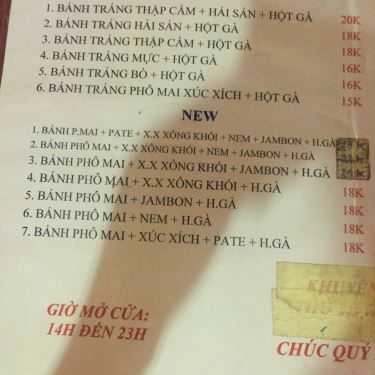 1. BÁNH TRÁNG THẬP CẨM + HẢI SẢN + HỘT GÀ 20K
2. BÁNH TRÁNG HẢI SẢN + HỘT GÀ 18K
3. BÁNH TRÁNG THẬP CẨM + HỘT GÀ 18K
4. BÁNH TRÁNG MỰC + HỘT GÀ 16K
5. BÁNH TRÁNG BÒ + HỘT GÀ 16K
6. BÁNH TRÁNG PHÔ MAI XÚC XÍCH + HỘT GÀ 15K
NEW
1. BÁNH P.MAI + PATE + X.X XÔNG KHÓI + NEM + JAMBON + H.GÀ
2. BÁNH PHÔ MAI + X.X XÔNG KHÓI + NEM + JAMBON + H.GÀ
3. BÁNH PHÔ MAI + X.X XÔNG KHÓI + JAMBON + H.GÀ
4. BÁNH PHÔ MAI + X.X XÔNG KHÓI + H.GÀ 18K
5. BÁNH PHÔ MAI + JAMBON + H.GÀ 18K
6. BÁNH PHÔ MAI + NEM + H.GÀ 18K
7. BÁNH PHÔ MAI + XÚC XÍCH + PATE + H.GÀ 18K
GIỜ MỞ CỬA:
14H ĐẾN 23H
KHUYẾN
CHÚC QUÝ